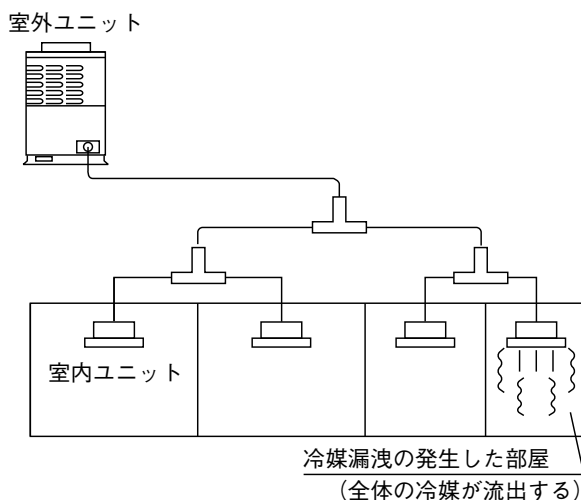 室外ユニット
室内ユニット
冷媒漏洩の発生した部屋
(全体の冷媒が流出する)